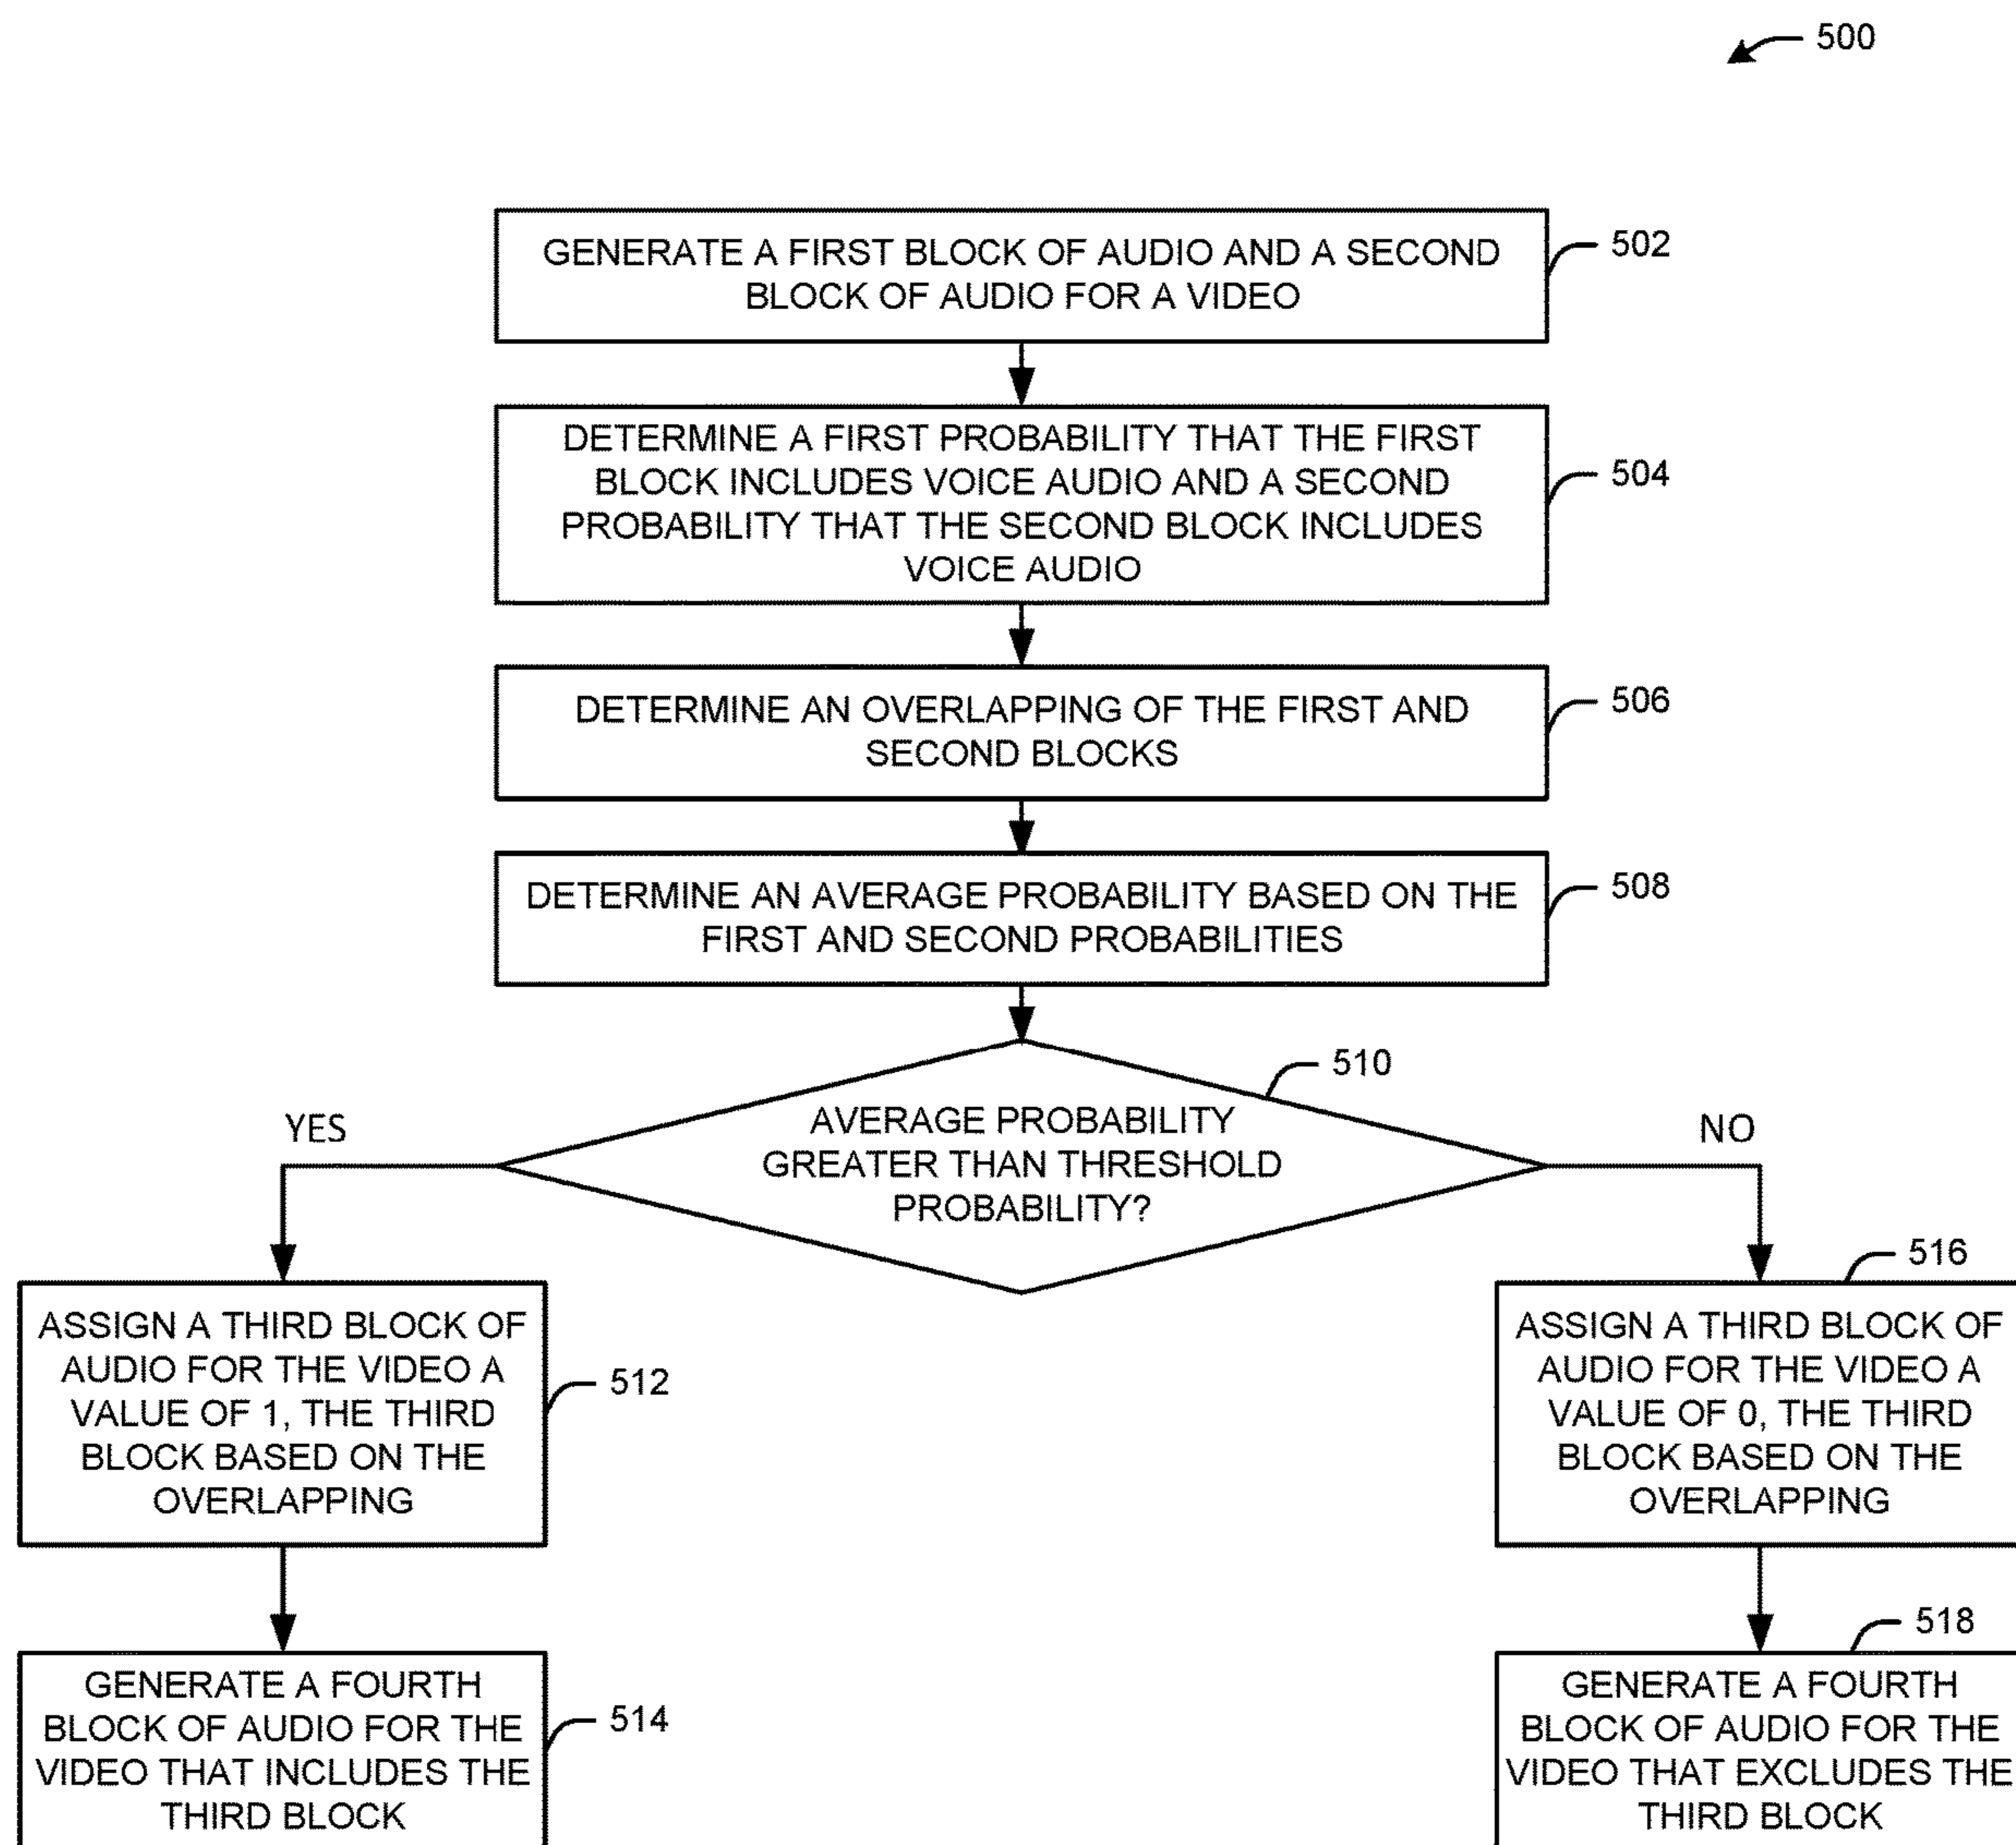 500
GENERATE A FIRST BLOCK OF AUDIO AND A SECOND
BLOCK OF AUDIO FOR A VIDEO
502
DETERMINE A FIRST PROBABILITY THAT THE FIRST
BLOCK INCLUDES VOICE AUDIO AND A SECOND
PROBABILITY THAT THE SECOND BLOCK INCLUDES
VOICE AUDIO
504
DETERMINE AN OVERLAPPING OF THE FIRST AND
SECOND BLOCKS
506
DETERMINE AN AVERAGE PROBABILITY BASED ON THE
FIRST AND SECOND PROBABILITIES
508
AVERAGE PROBABILITY
GREATER THAN THRESHOLD
PROBABILITY?
510
YES
NO
ASSIGN A THIRD BLOCK OF
AUDIO FOR THE VIDEO A
VALUE OF 1, THE THIRD
BLOCK BASED ON THE
OVERLAPPING
512
GENERATE A FOURTH
BLOCK OF AUDIO FOR THE
VIDEO THAT INCLUDES THE
THIRD BLOCK
514
516
ASSIGN A THIRD BLOCK OF
AUDIO FOR THE VIDEO A
VALUE OF 0, THE THIRD
BLOCK BASED ON THE
OVERLAPPING
518
GENERATE A FOURTH
BLOCK OF AUDIO FOR THE
VIDEO THAT EXCLUDES THE
THIRD BLOCK